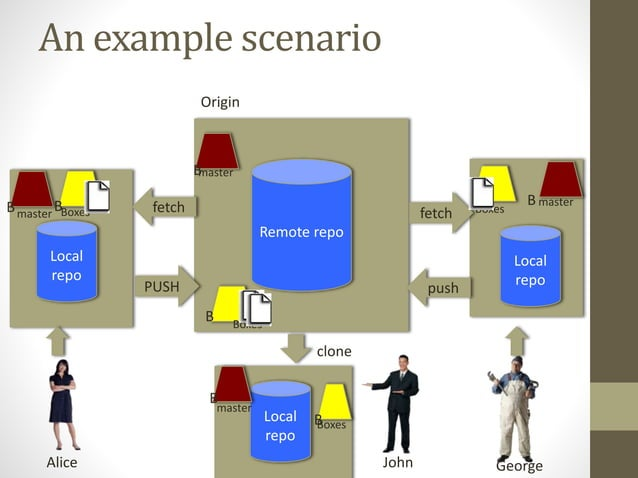 An example scenario
Origin
B
master
B
master
B
Boxes
fetch
Local
repo
PUSH
Remote repo
B
Boxes
fetch
push
Boxes
B
master
Local
repo
clone
B
master
Local
repo
B
Boxes
Alice
John
George